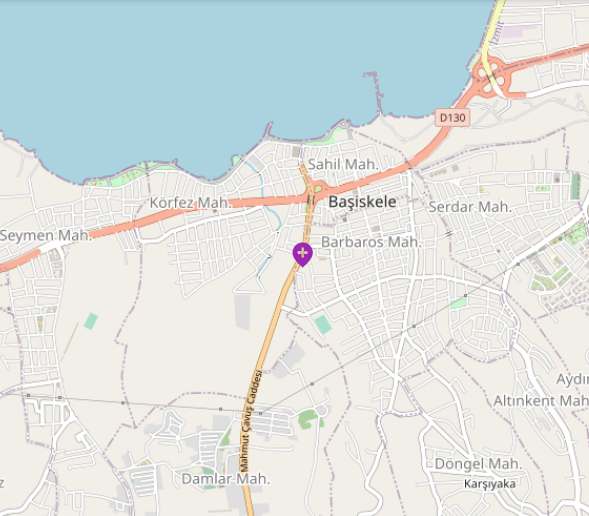 İzmit
D130
Sahil Mah.
Körfez Mah.
Başiskele
Serdar Mah.
Seymen Mah.
Barbaros Mah.
Mahmut Çavuş Caddesi
Altınkent Mah
Damlar Mah.
Döngel Mah.
Karşıyaka